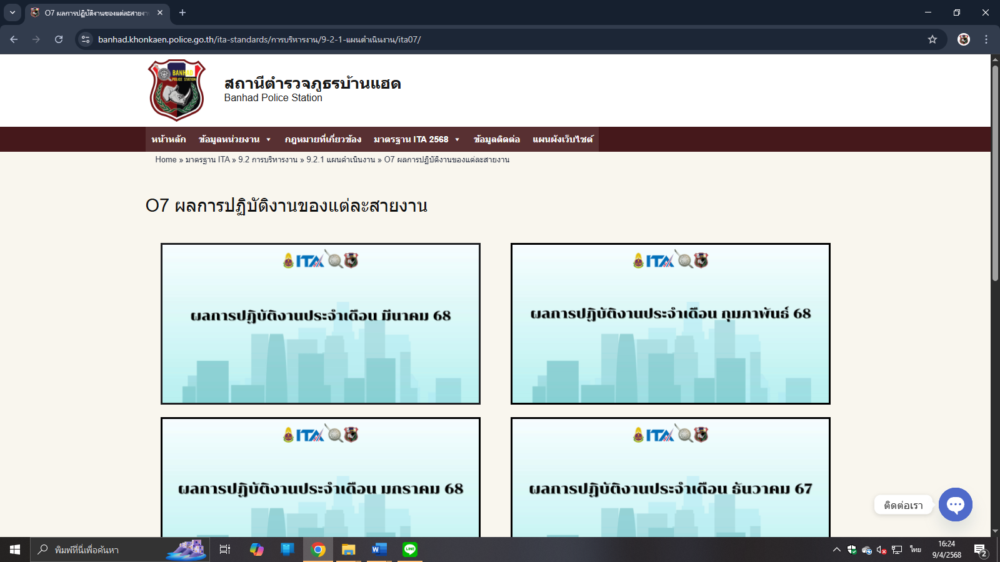 O7 ผลการปฏิบัติงานของแต่ละสายงาน
banhad.khonkaen.police.go.th/ita-standards/การบริหารงาน/9-2-1-แผนดำเนินงาน/ita07/
BANHAD
POLICE STATION
สถานีตำรวจภูธรบ้านแฮด
Banhad Police Station
หน้าหลัก ข้อมูลหน่วยงาน กฎหมายที่เกี่ยวข้อง มาตรฐาน ITA 2568 ข้อมูลติดต่อ แผนผังเว็บไซต์
Home » มาตรฐาน ITA » 9.2 การบริหารงาน » 9.2.1 แผนดำเนินงาน » O7 ผลการปฏิบัติงานของแต่ละสายงาน
O7 ผลการปฏิบัติงานของแต่ละสายงาน
ITA
ผลการปฏิบัติงานประจำเดือน มีนาคม 68
ITA
ผลการปฏิบัติงานประจำเดือน กุมภาพันธ์ 68
ITA
ผลการปฏิบัติงานประจำเดือน มกราคม 68
ITA
ผลการปฏิบัติงานประจำเดือน ธันวาคม 67
ติดต่อเรา
พิมพ์ที่นี่เพื่อค้นหา
W
LINE
ไทย
16:24
9/4/2568
2